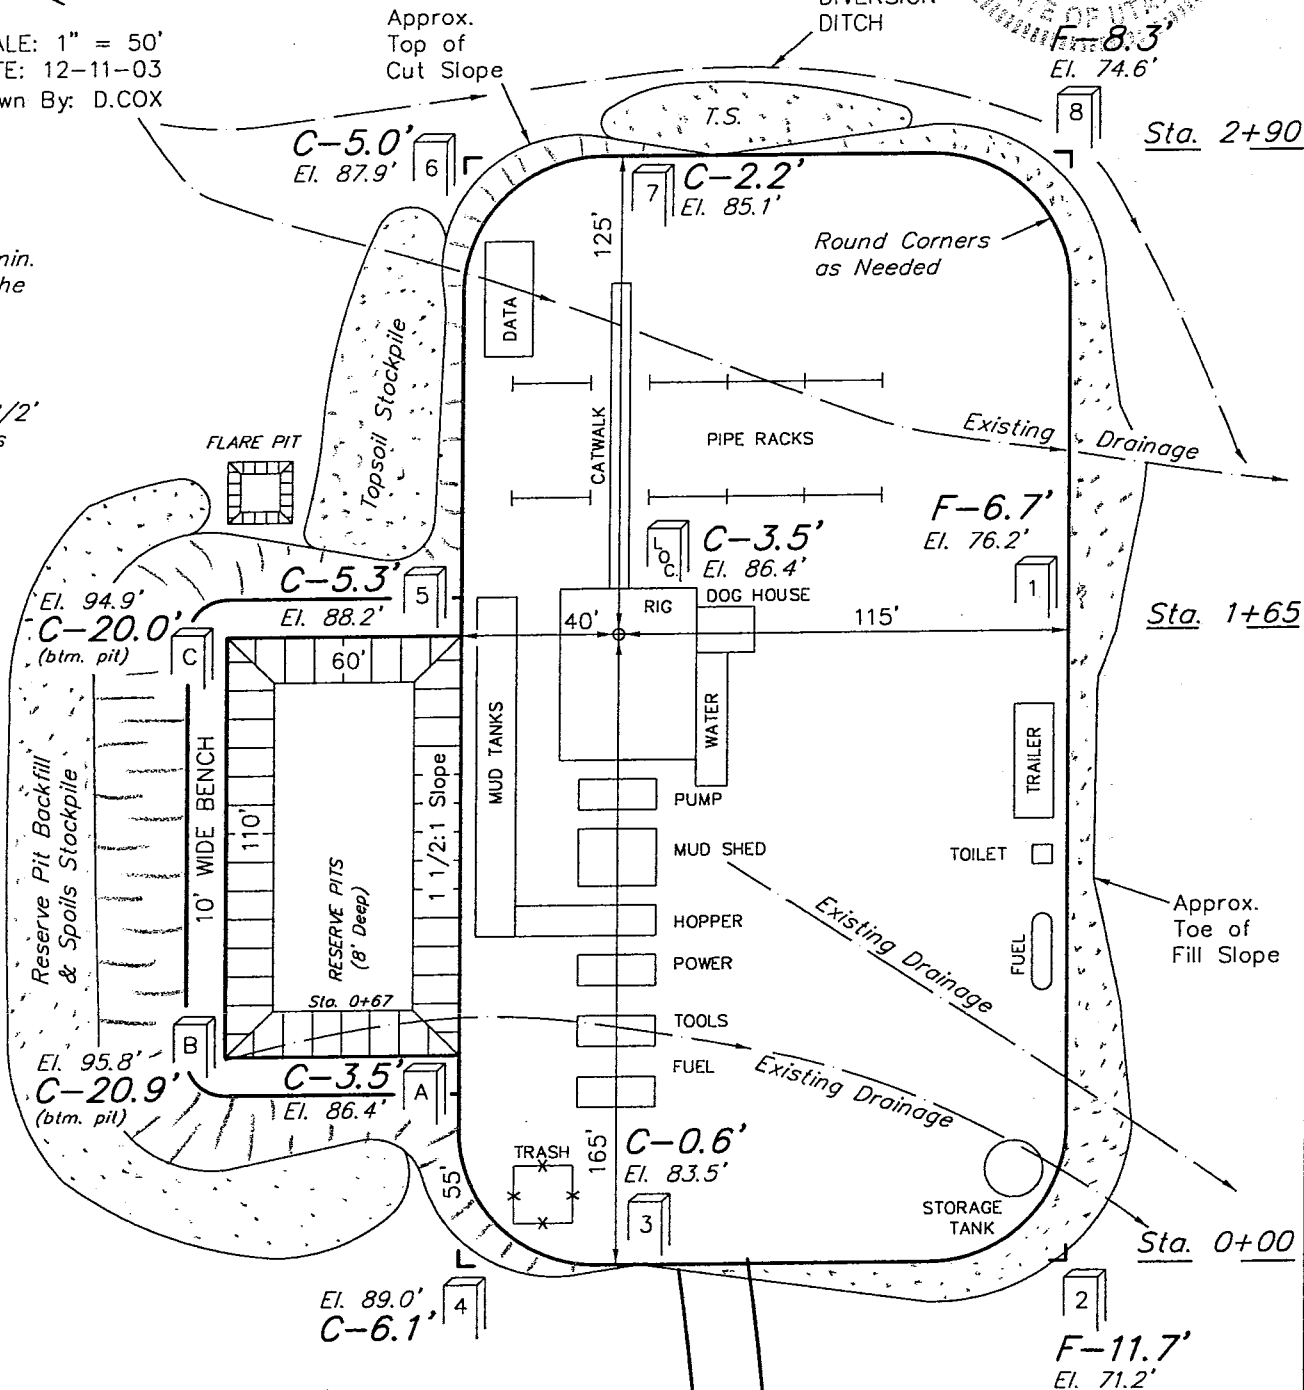 DIVERSION
DITCH
Approx.
Top of
Cut Slope
ALE: 1" = 50'
TE: 12-11-03
wn By: D.COX
TE OF UTA
F-8.3'
El. 74.6'
8
Sta. 2+90
T.S.
C-5.0'
El. 87.9'
6
7
C-2.2'
El. 85.1'
125'
Round Corners
as Needed
min.
he
DATA
Topsoil Stockpile
/2'
s
FLARE PIT
CATWALK
PIPE RACKS
Existing Drainage
F-6.7'
El. 76.2'
1
LOC.
C-3.5'
El. 86.4'
C-5.3'
El. 88.2'
5
El. 94.9'
C-20.0'
(btm. pit)
C
RIG
DOG HOUSE
40'
115'
Sta. 1+65
60'
MUD TANKS
WATER
TRAILER
Reserve Pit Backfill
& Spoils Stockpile
10' WIDE BENCH
110'
RESERVE PITS
(8' Deep)
1 1/2:1 Slope
PUMP
MUD SHED
TOILET
HOPPER
POWER
TOOLS
FUEL
FUEL
Existing Drainage
Approx.
Toe of
Fill Slope
Sta. 0+67
B
El. 95.8'
C-20.9'
(btm. pit)
C-3.5'
El. 86.4'
A
Existing Drainage
TRASH
165'
C-0.6'
El. 83.5'
3
55'
STORAGE
TANK
Sta. 0+00
El. 89.0'
C-6.1'
4
2
F-11.7'
El. 71.2'